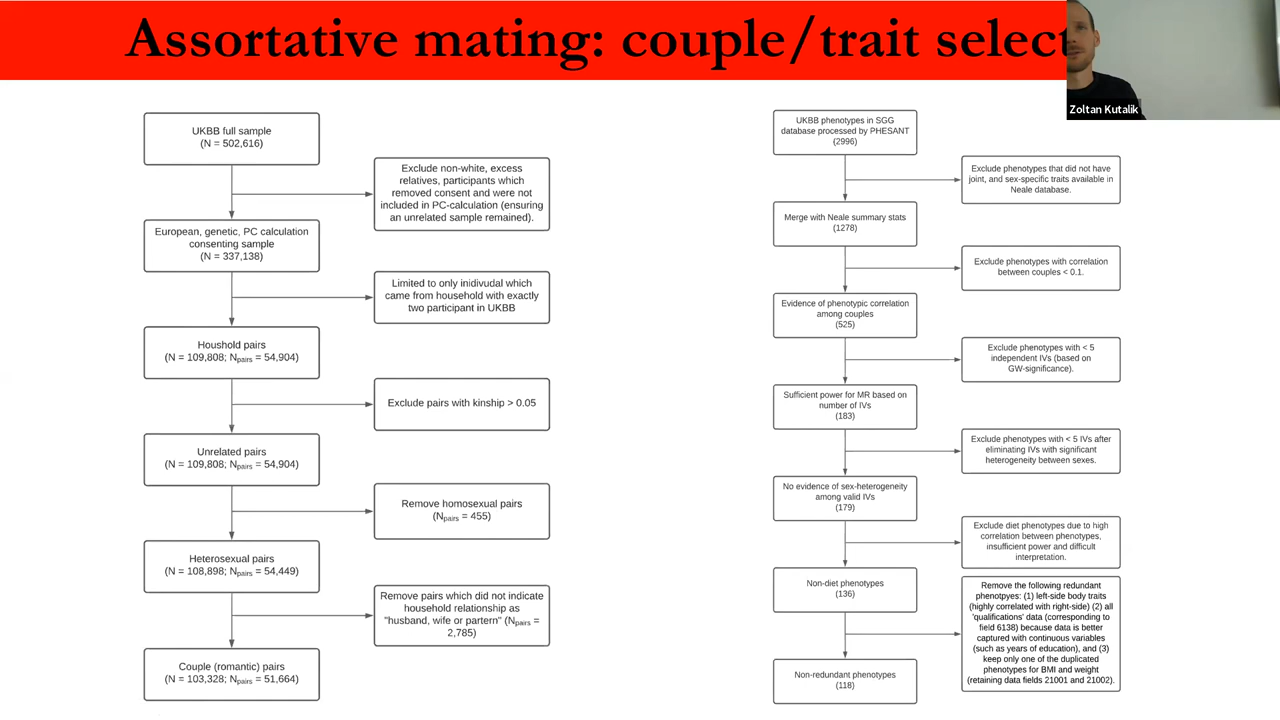 Assortative mating: couple/trait select
Zoltan Kutalik
UKBB full sample
(N = 502,616)
Exclude non-white, excess
relatives, participants which
removed consent and were not
included in PC-calculation (ensuring
an unrelated sample remained).
European, genetic, PC calculation
consenting sample
(N = 337,138)
Limited to only inidivudal which
came from household with exactly
two participant in UKBB
Houshold pairs
(N = 109,808; Npairs = 54,904)
Exclude pairs with kinship > 0.05
Unrelated pairs
(N = 109,808; Npairs = 54,904)
Remove homosexual pairs
(Npairs = 455)
Heterosexual pairs
(N = 108,898; Npairs = 54,449)
Remove pairs which did not indicate
household relationship as
"husband, wife or partern" (Npairs =
2,785)
Couple (romantic) pairs
(N = 103,328; Npairs = 51,664)
UKBB phenotypes in SGG
database processed by PHESANT
(2996)
Exclude phenotypes that did not have
joint, and sex-specific traits available in
Neale database.
Merge with Neale summary stats
(1278)
Exclude phenotypes with correlation
between couples < 0.1.
Evidence of phenotypic correlation
among couples
(525)
Exclude phenotypes with < 5
independent IVs (based on
GW-significance).
Sufficient power for MR based on
number of IVs
(183)
Exclude phenotypes with < 5 IVs after
eliminating IVs with significant
heterogeneity between sexes.
No evidence of sex-heterogeneity
among valid IVs
(179)
Exclude diet phenotypes due to high
correlation between phenotypes,
insufficient power and difficult
interpretation.
Non-diet phenotypes
(136)
Remove the following redundant
phenotpyes: (1) left-side body traits
(highly correlated with right-side) (2) all
'qualifications' data (corresponding to
field 6138) because data is better
captured with continuous variables
(such as years of education), and (3)
keep only one of the duplicated
phenotypes for BMI and weight
(retaining data fields 21001 and 21002).
Non-redundant phenotypes
(118)